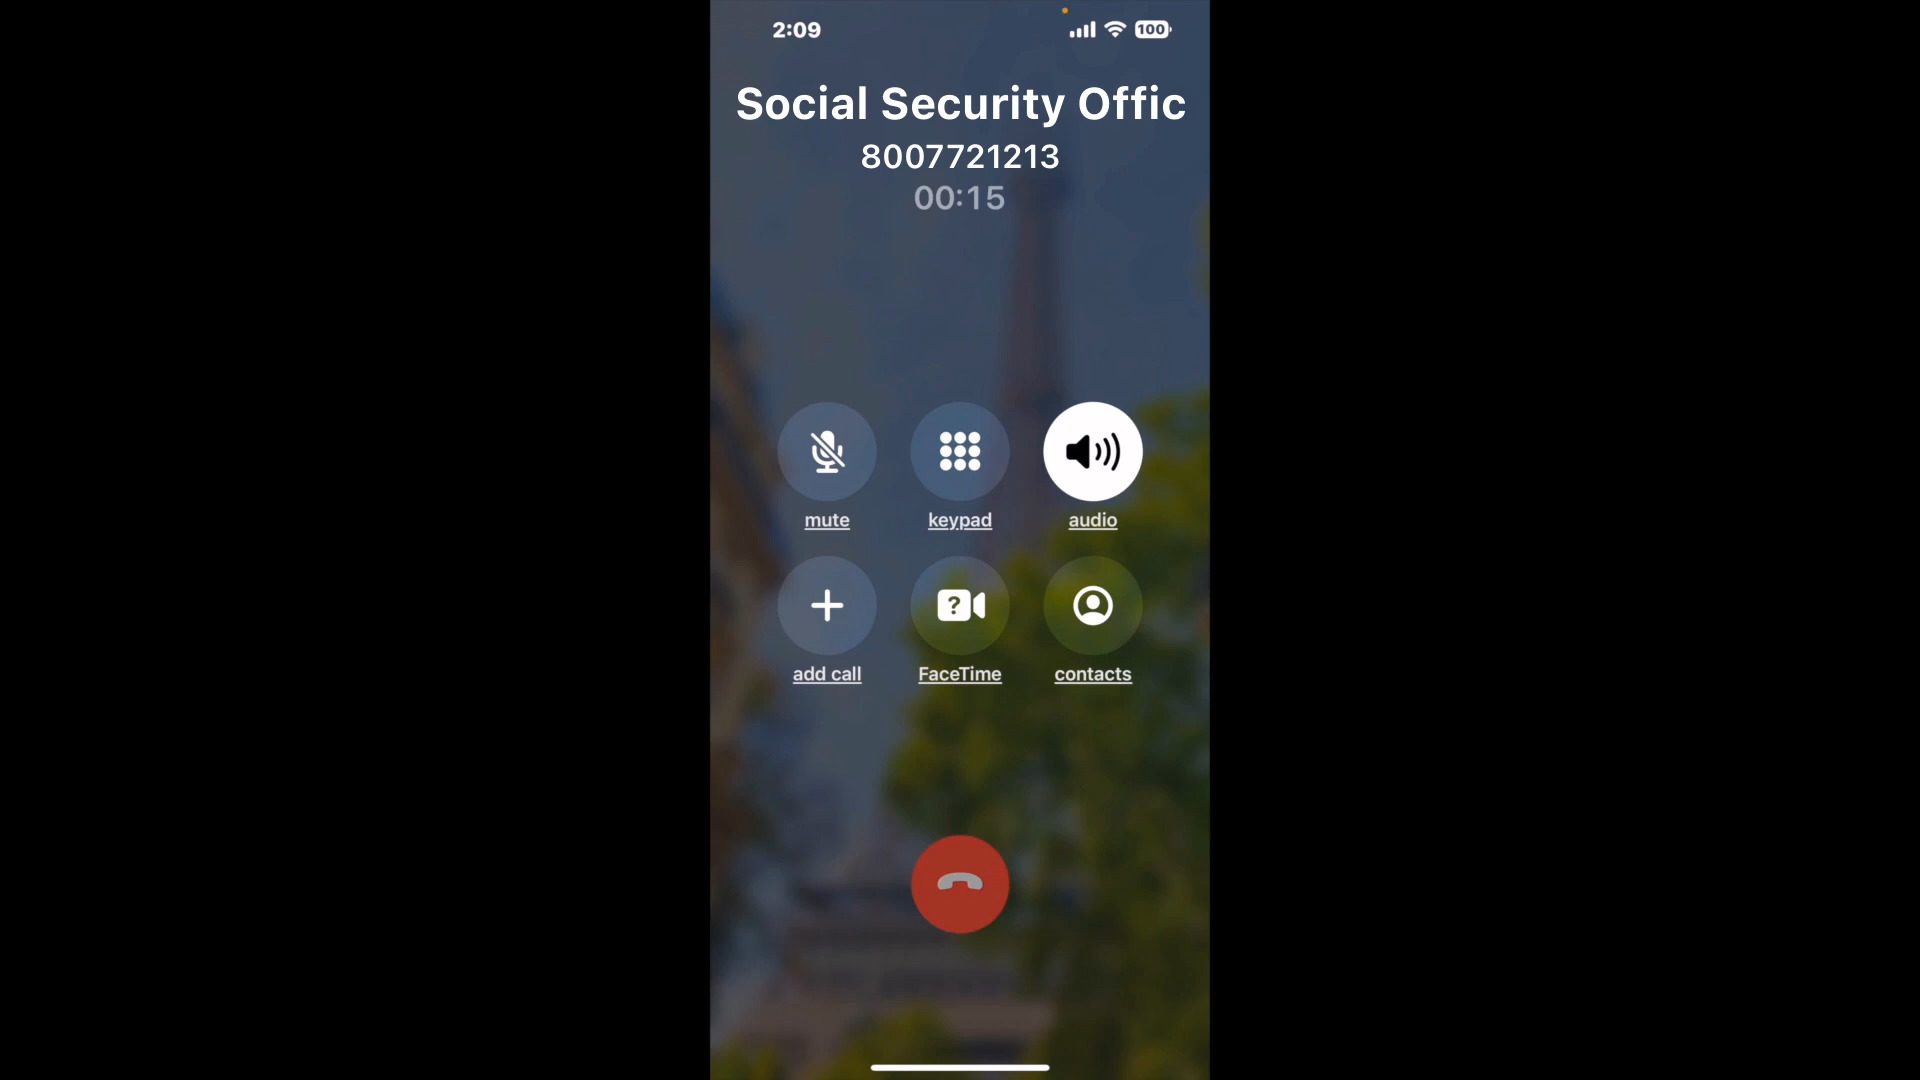 2:09
100
Social Security Offic
8007721213
00:15
mute
keypad
audio
?
add call
FaceTime
contacts